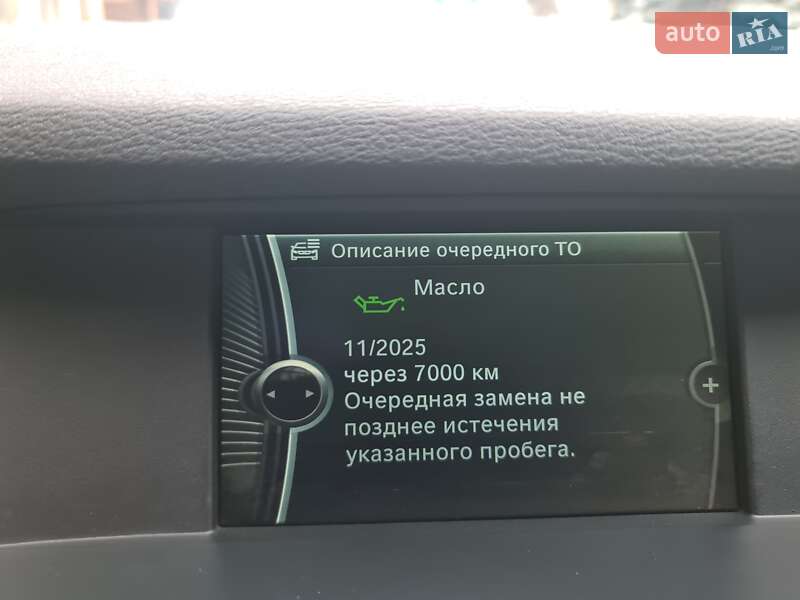 auto RIA
Описание очередного ТО
Масло
11/2025
через 7000 км
Очередная замена не
позднее истечения
указанного пробега.